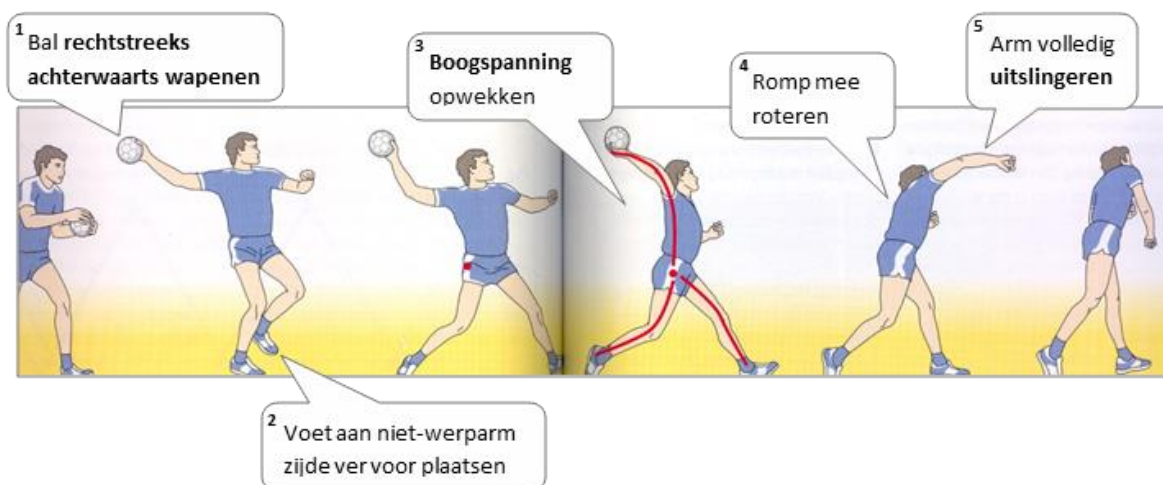 1 Bal rechtstreeks
achterwaarts wapenen
2 Voet aan niet-werparm
zijde ver voor plaatsen
3 Boogspanning
opwekken
4 Romp mee
roteren
5 Arm volledig
uitslingeren